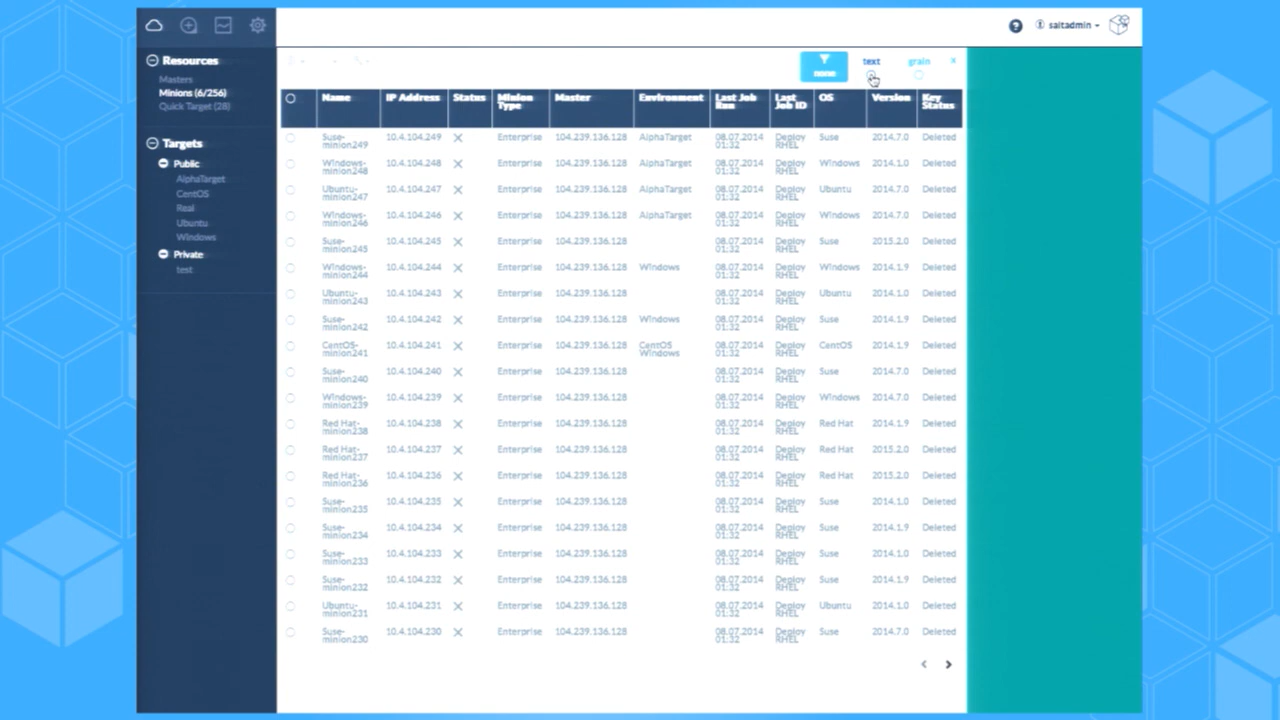 saltadmin
Resources
Masters
Minions (6/256)
Quick Target (28)
Targets
Public
AlphaTarget
CentOS
Real
Ubuntu
Windows
Private
test
none text grain x
Name IP Address Status Minion Type Master Environment Last Job Run Last Job ID OS Version Key Status
Suse-minion249 10.4.104.249 Enterprise 104.239.136.128 AlphaTarget 08.07.2014 01:32 Deploy RHEL Suse 2014.7.0 Deleted
Windows-minion248 10.4.104.248 Enterprise 104.239.136.128 AlphaTarget 08.07.2014 01:32 Deploy RHEL Windows 2014.1.0 Deleted
Ubuntu-minion247 10.4.104.247 Enterprise 104.239.136.128 AlphaTarget 08.07.2014 01:32 Deploy RHEL Ubuntu 2014.7.0 Deleted
Windows-minion246 10.4.104.246 Enterprise 104.239.136.128 AlphaTarget 08.07.2014 01:32 Deploy RHEL Windows 2014.7.0 Deleted
Suse-minion245 10.4.104.245 Enterprise 104.239.136.128 08.07.2014 01:32 Deploy RHEL Suse 2015.2.0 Deleted
Windows-minion244 10.4.104.244 Enterprise 104.239.136.128 Windows 08.07.2014 01:32 Deploy RHEL Windows 2014.1.9 Deleted
Ubuntu-minion243 10.4.104.243 Enterprise 104.239.136.128 08.07.2014 01:32 Deploy RHEL Ubuntu 2014.1.0 Deleted
Suse-minion242 10.4.104.242 Enterprise 104.239.136.128 Windows 08.07.2014 01:32 Deploy RHEL Suse 2014.1.9 Deleted
CentOS-minion241 10.4.104.241 Enterprise 104.239.136.128 CentOS Windows 08.07.2014 01:32 Deploy RHEL CentOS 2014.1.9 Deleted
Suse-minion240 10.4.104.240 Enterprise 104.239.136.128 08.07.2014 01:32 Deploy RHEL Suse 2014.7.0 Deleted
Windows-minion239 10.4.104.239 Enterprise 104.239.136.128 08.07.2014 01:32 Deploy RHEL Windows 2014.7.0 Deleted
Red Hat-minion238 10.4.104.238 Enterprise 104.239.136.128 08.07.2014 01:32 Deploy RHEL Red Hat 2014.1.9 Deleted
Red Hat-minion237 10.4.104.237 Enterprise 104.239.136.128 08.07.2014 01:32 Deploy RHEL Red Hat 2015.2.0 Deleted
Red Hat-minion236 10.4.104.236 Enterprise 104.239.136.128 08.07.2014 01:32 Deploy RHEL Red Hat 2015.2.0 Deleted
Suse-minion235 10.4.104.235 Enterprise 104.239.136.128 08.07.2014 01:32 Deploy RHEL Suse 2014.1.0 Deleted
Suse-minion234 10.4.104.234 Enterprise 104.239.136.128 08.07.2014 01:32 Deploy RHEL Suse 2014.1.9 Deleted
Suse-minion233 10.4.104.233 Enterprise 104.239.136.128 08.07.2014 01:32 Deploy RHEL Suse 2014.1.0 Deleted
Suse-minion232 10.4.104.232 Enterprise 104.239.136.128 08.07.2014 01:32 Deploy RHEL Suse 2014.1.9 Deleted
Ubuntu-minion231 10.4.104.231 Enterprise 104.239.136.128 08.07.2014 01:32 Deploy RHEL Ubuntu 2014.1.0 Deleted
Suse-minion230 10.4.104.230 Enterprise 104.239.136.128 08.07.2014 01:32 Deploy RHEL Suse 2014.7.0 Deleted